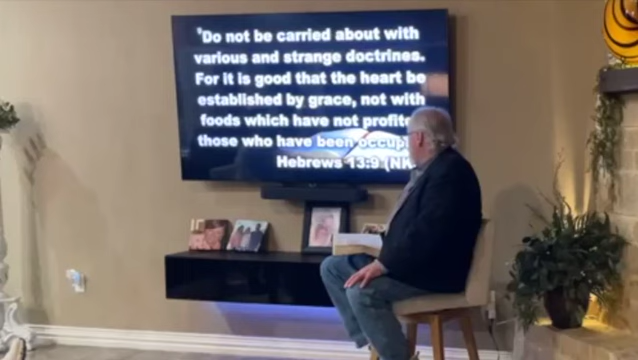 "Do not be carried about with
various and strange doctrines.
For it is good that the heart be
established by grace, not with
foods which have not
those who have been
Hebrews 13:9